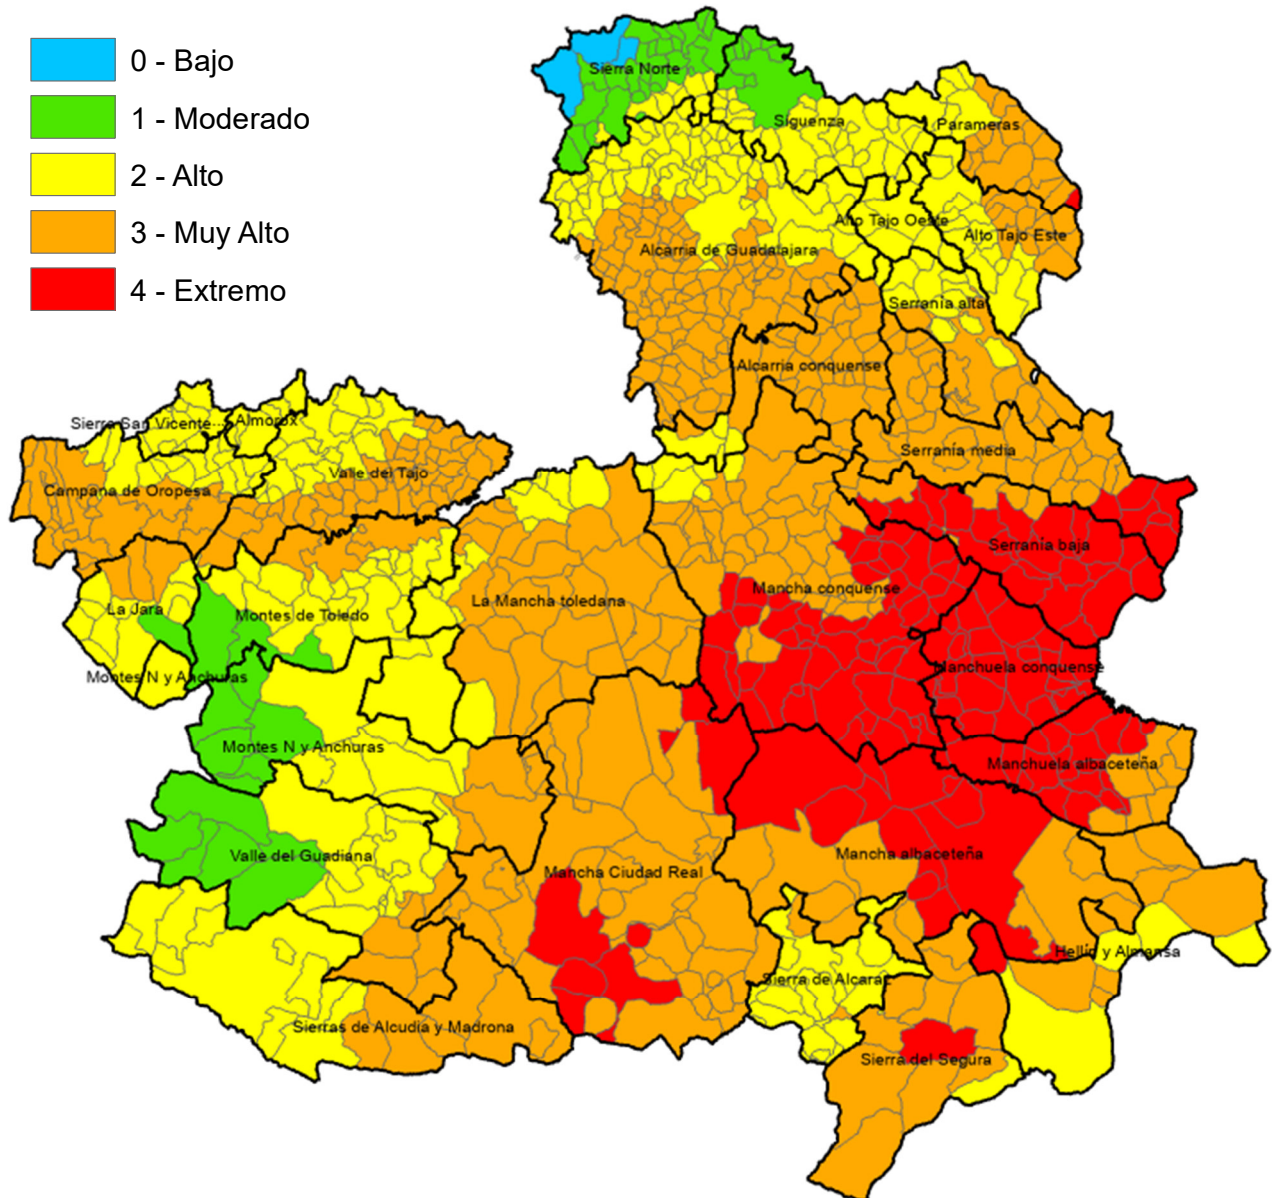 0 - Bajo
1 - Moderado
2 - Alto
3 - Muy Alto
4 - Extremo
Sierra Norte
Siguenza
Parameras
Alto Tajo Oeste
Alto Tajo Este
Alcarria de Guadalajara
Serranía alta
Alcarria conquense
Sierra San Vicente
Almorox
Serranía media
Valle del Tajo
Campana de Oropesa
Serranía baja
Mancha conquense
La Mancha toledana
La Jara
Montes de Toledo
Manchuela conquense
Montes N y Anchuras
Montes N y Anchuras
Manchuela albaceteña
Mancha albaceteña
Valle del Guadiana
Mancha Ciudad Real
Hellín y Almansa
Sierra de Alcaraz
Sierras de Alcudia y Madrona
Sierra del Segura